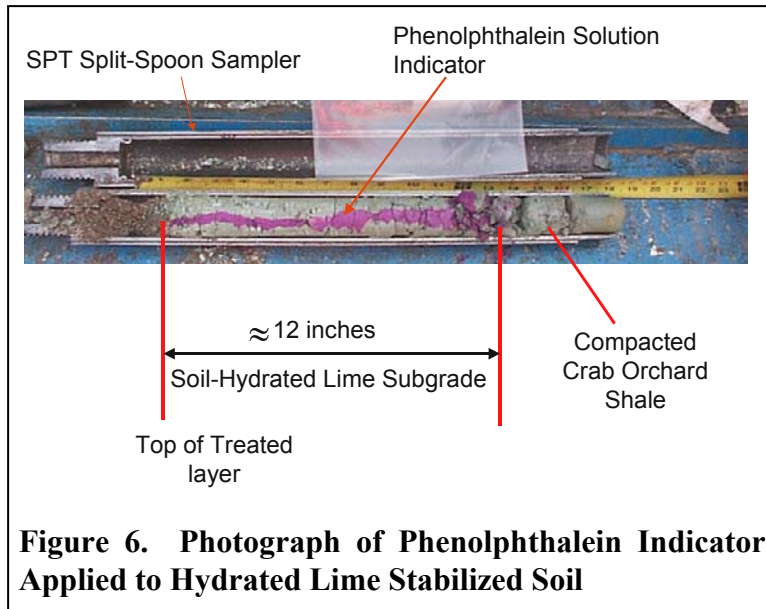 Phenolphthalein Solution
Indicator
SPT Split-Spoon Sampler
≈12 inches
Soil-Hydrated Lime Subgrade
Compacted
Crab Orchard
Shale
Top of Treated
layer
Figure 6. Photograph of Phenolphthalein Indicator
Applied to Hydrated Lime Stabilized Soil